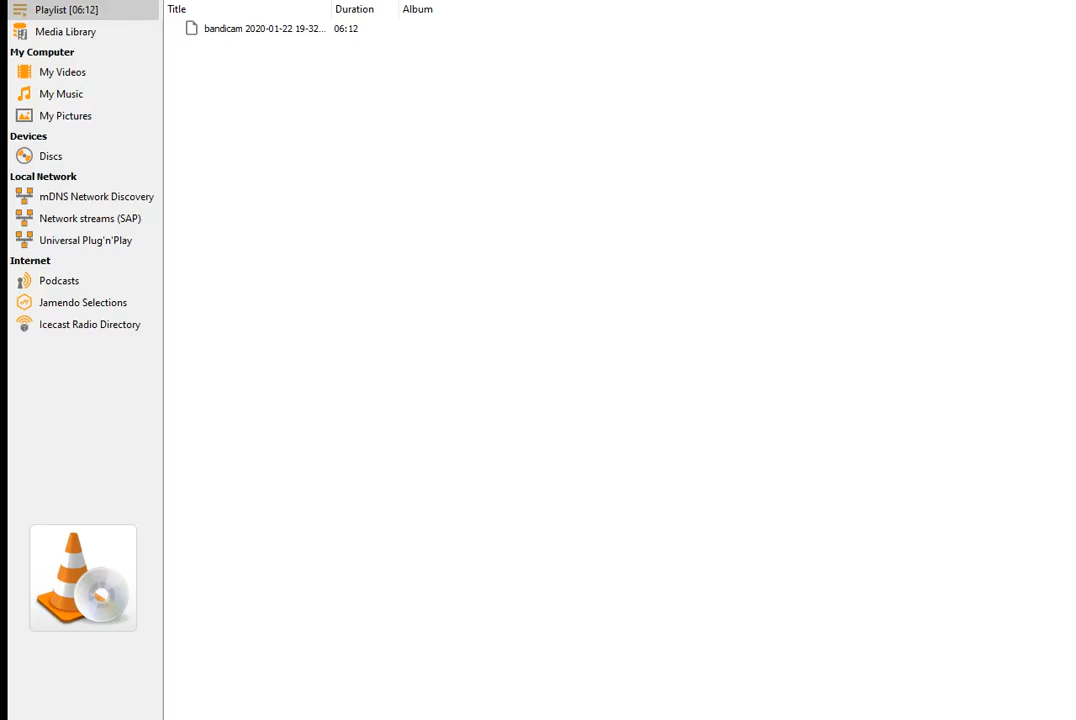 Playlist [06:12]
Media Library
My Computer
My Videos
My Music
My Pictures
Devices
Discs
Local Network
mDNS Network Discovery
Network streams (SAP)
Universal Plug'n'Play
Internet
Podcasts
Jamendo Selections
Icecast Radio Directory
Title Duration Album
bandicam 2020-01-22 19-32... 06:12